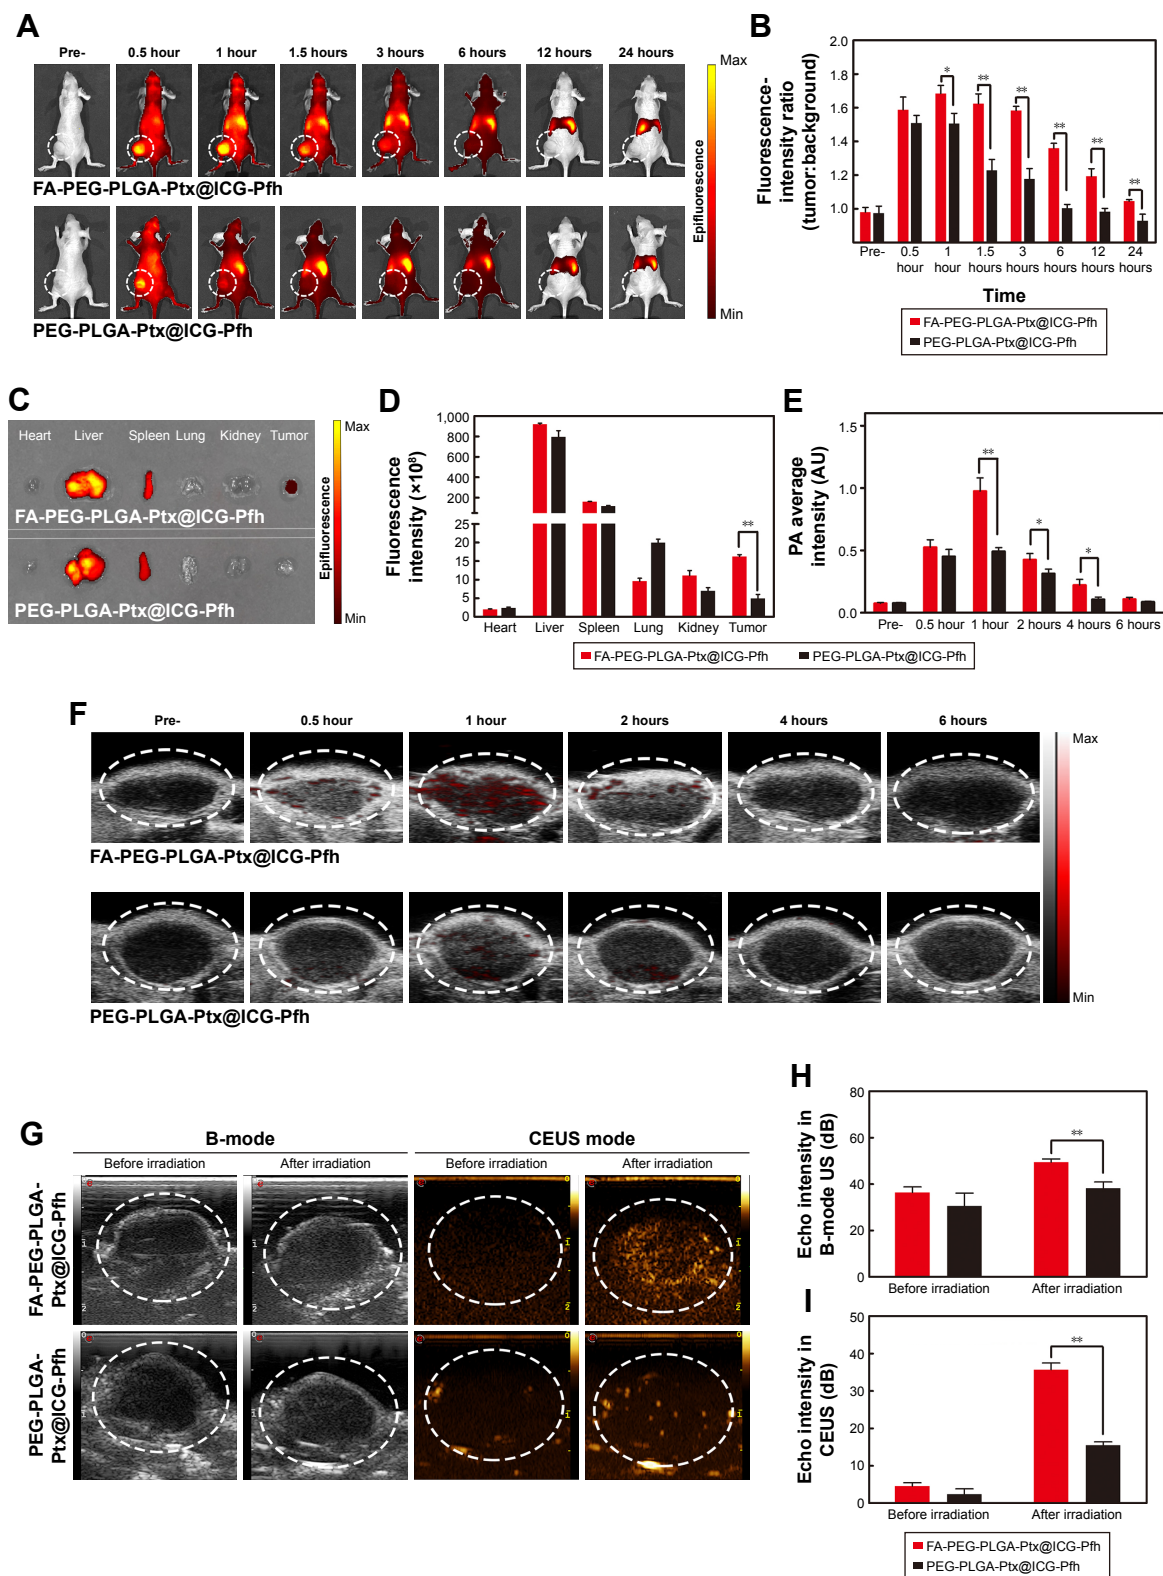 A
Pre-
0.5 hour
1 hour
1.5 hours
3 hours
6 hours
12 hours
24 hours
Max
Epifluorescence
Min
FA-PEG-PLGA-Ptx@ICG-Pfh
PEG-PLGA-Ptx@ICG-Pfh
B
Fluorescence-
intensity ratio
(tumor:background)
2.0
1.8
1.6
1.4
1.2
1.0
*
**
**
**
**
**
Pre-
0.5
hour
1
hour
1.5
hours
3
hours
6
hours
12
hours
24
hours
Time
FA-PEG-PLGA-Ptx@ICG-Pfh
PEG-PLGA-Ptx@ICG-Pfh
C
Heart
Liver
Spleen
Lung
Kidney
Tumor
FA-PEG-PLGA-Ptx@ICG-Pfh
PEG-PLGA-Ptx@ICG-Pfh
Max
Epifluorescence
Min
D
Fluorescence
intensity (×10⁸)
1,000
800
600
400
200
25
20
15
10
5
0
**
Heart
Liver
Spleen
Lung
Kidney
Tumor
E
PA average
intensity (AU)
1.5
1.0
0.5
0.0
**
*
*
Pre-
0.5 hour
1 hour
2 hours
4 hours
6 hours
FA-PEG-PLGA-Ptx@ICG-Pfh
PEG-PLGA-Ptx@ICG-Pfh
F
Pre-
0.5 hour
1 hour
2 hours
4 hours
6 hours
Max
Min
FA-PEG-PLGA-Ptx@ICG-Pfh
PEG-PLGA-Ptx@ICG-Pfh
G
B-mode
CEUS mode
Before irradiation
After irradiation
Before irradiation
After irradiation
FA-PEG-PLGA-
Ptx@ICG-Pfh
PEG-PLGA-
Ptx@ICG-Pfh
H
Echo intensity in
B-mode US (dB)
80
60
40
20
0
**
Before irradiation
After irradiation
I
Echo intensity in
CEUS (dB)
50
40
30
20
10
0
**
Before irradiation
After irradiation
FA-PEG-PLGA-Ptx@ICG-Pfh
PEG-PLGA-Ptx@ICG-Pfh